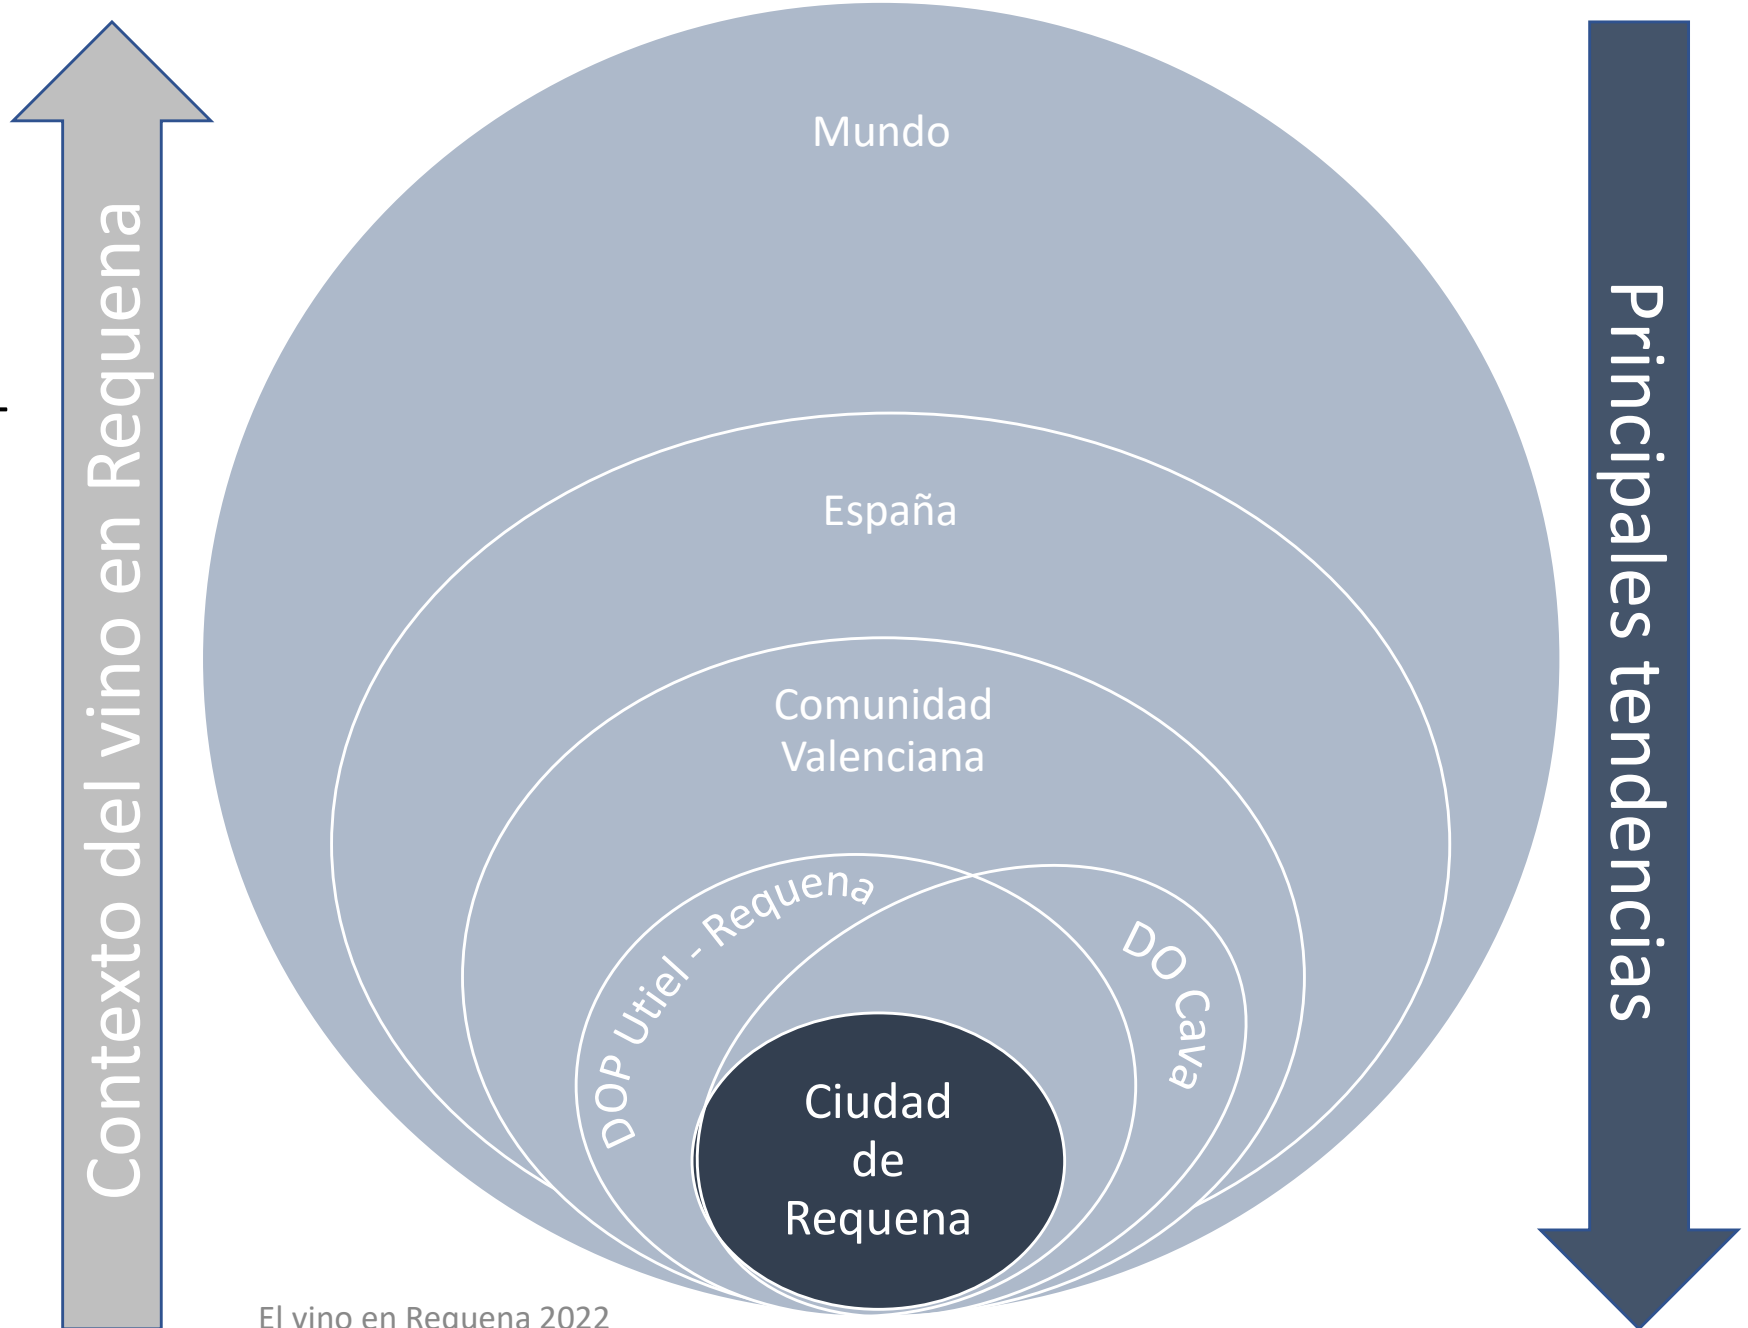 Contexto del vino en Requena
Mundo
España
Comunidad
Valenciana
DOP Utiel - Requena
DO Cava
Ciudad
de
Requena
Principales tendencias
El vino en Requena 2022